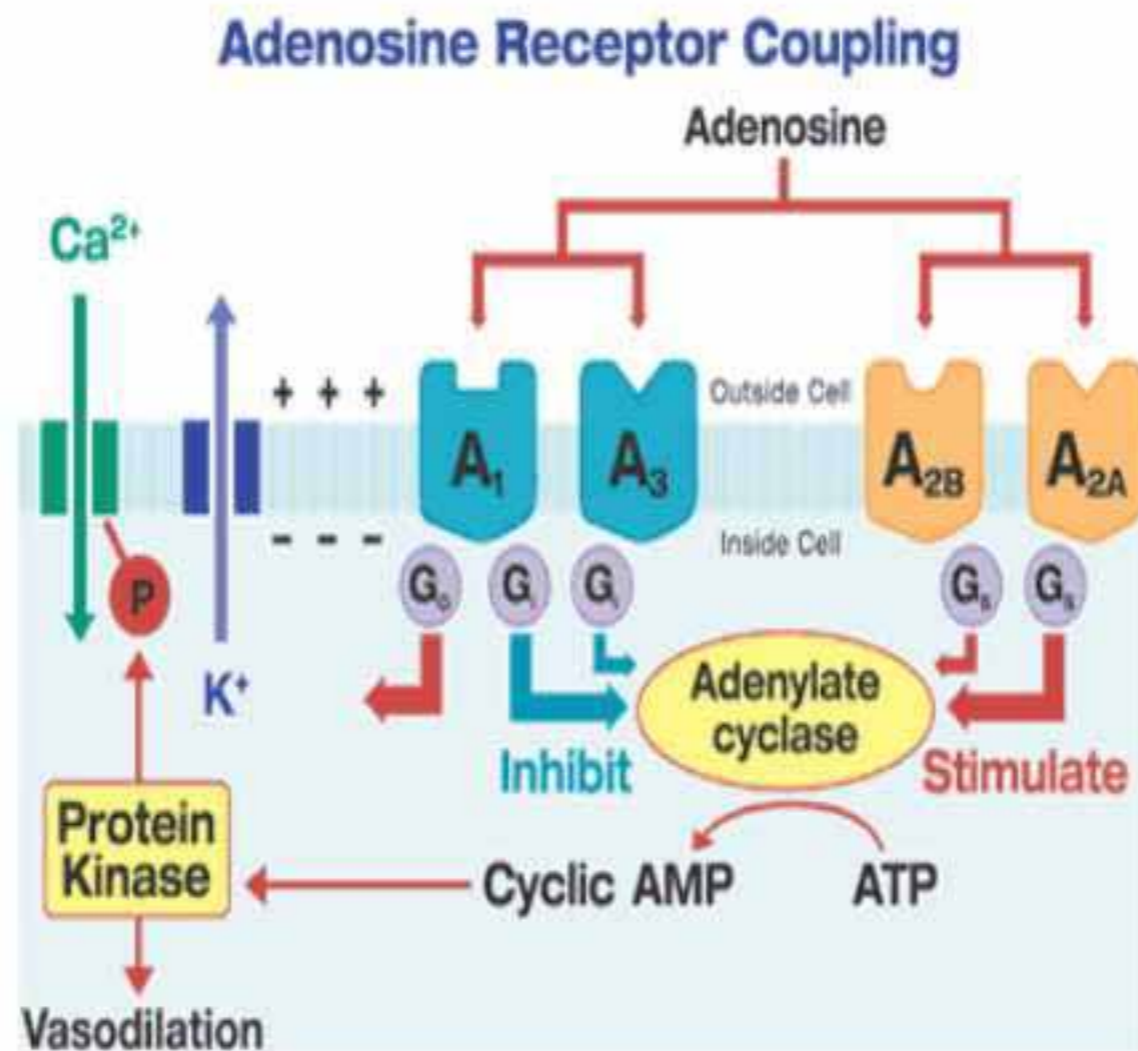 Adenosine Receptor Coupling
Adenosine
Ca²⁺
+ + +
Outside Cell
A₁
A₃
A₂B
A₂A
- - -
Inside Cell
P
G₀
Gᵢ
Gᵢ
Gₛ
Gₛ
K⁺
Adenylate
cyclase
Inhibit
Stimulate
Protein
Kinase
Cyclic AMP
ATP
Vasodilation